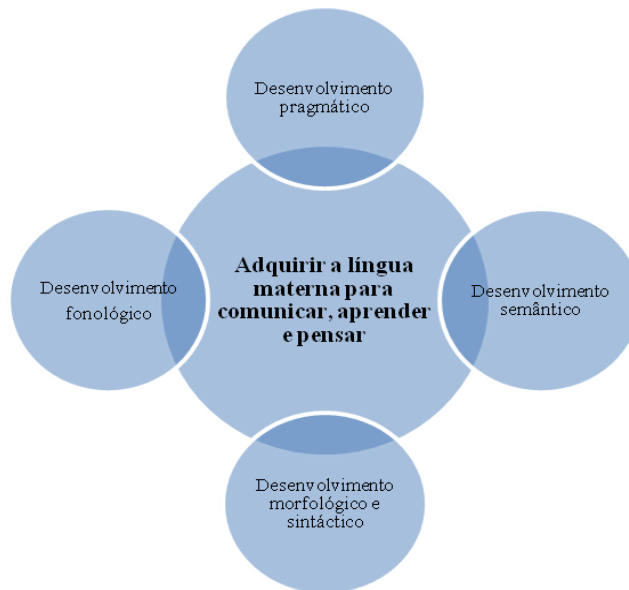 Desenvolvimento
pragmático
Desenvolvimento
fonológico
Adquirir a língua
materna para
comunicar, aprender
e pensar
Desenvolvimento
semântico
Desenvolvimento
morfológico e
sintáctico